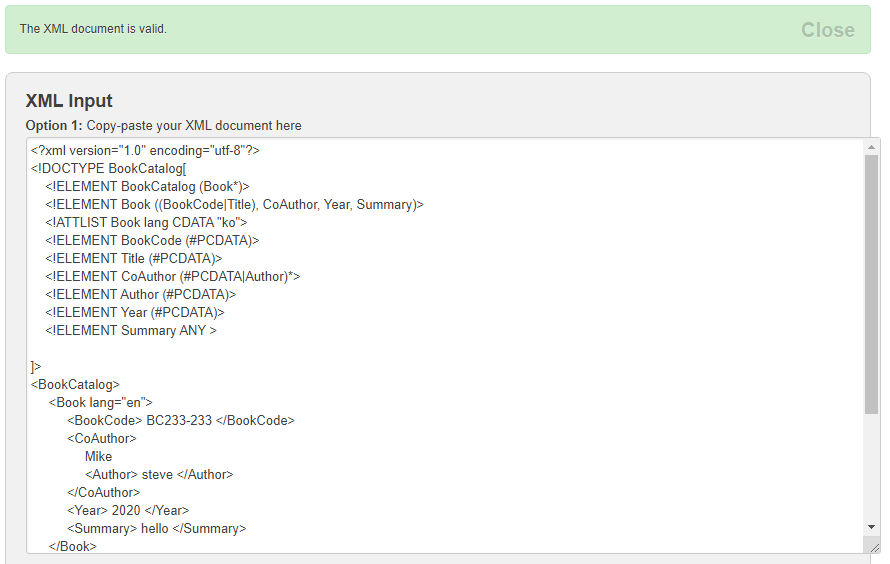 The XML document is valid.
Close
XML Input
Option 1: Copy-paste your XML document here
<?xml version="1.0" encoding="utf-8"?>
<!DOCTYPE BookCatalog[
    <!ELEMENT BookCatalog (Book*)>
    <!ELEMENT Book ((BookCode|Title), CoAuthor, Year, Summary)>
    <!ATTLIST Book lang CDATA "ko">
    <!ELEMENT BookCode (#PCDATA)>
    <!ELEMENT Title (#PCDATA)>
    <!ELEMENT CoAuthor (#PCDATA|Author)*>
    <!ELEMENT Author (#PCDATA)>
    <!ELEMENT Year (#PCDATA)>
    <!ELEMENT Summary ANY >
]>
<BookCatalog>
    <Book lang="en">
        <BookCode> BC233-233 </BookCode>
        <CoAuthor>
            Mike
            <Author> steve </Author>
        </CoAuthor>
        <Year> 2020 </Year>
        <Summary> hello </Summary>
    </Book>